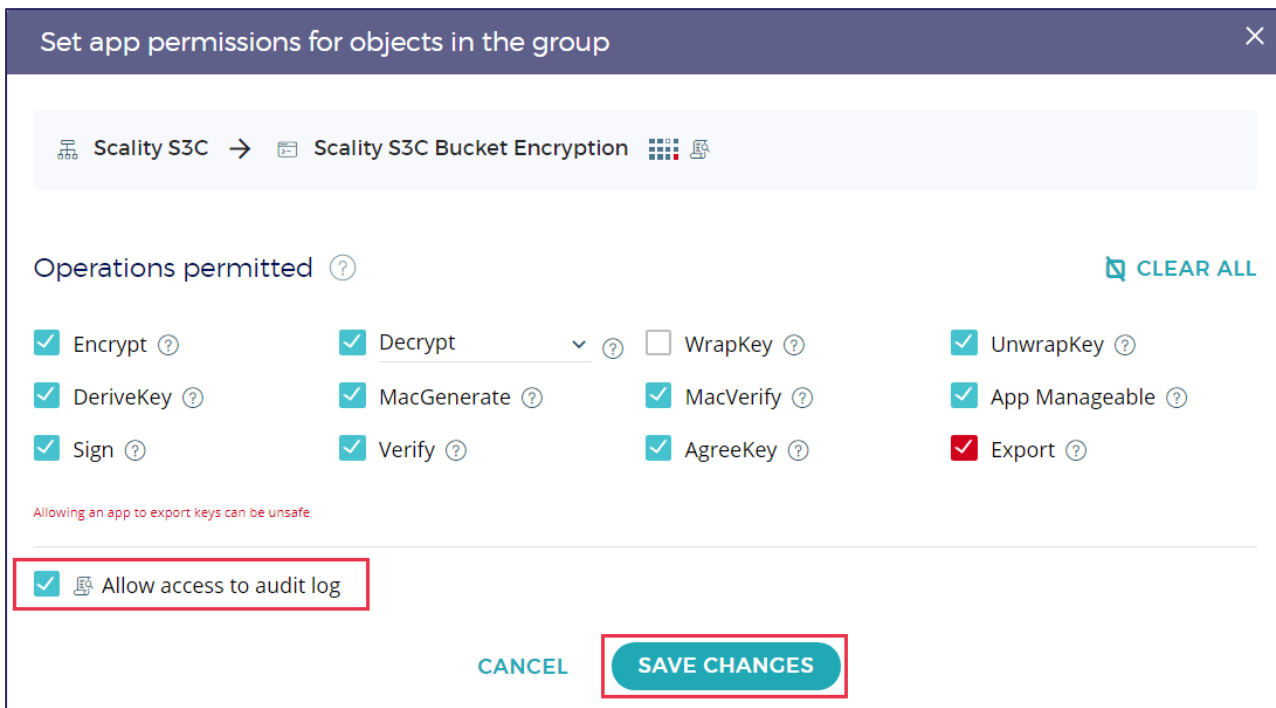 Set app permissions for objects in the group
Scality S3C → Scality S3C Bucket Encryption
Operations permitted ?
CLEAR ALL
Encrypt ? Decrypt ? WrapKey ? UnwrapKey ?
DeriveKey ? MacGenerate ? MacVerify ? App Manageable ?
Sign ? Verify ? AgreeKey ? Export ?
Allowing an app to export keys can be unsafe
Allow access to audit log
CANCEL SAVE CHANGES